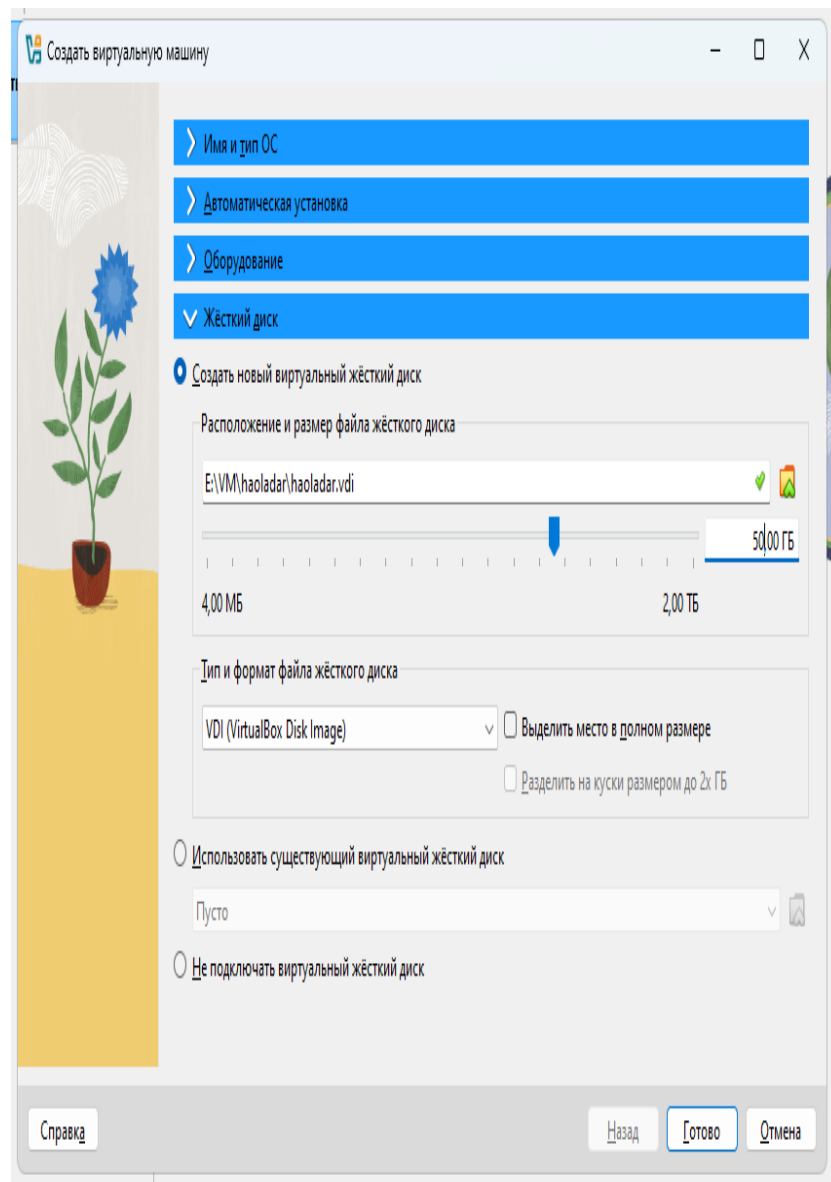 Создать виртуальную машину
Имя и тип ОС
Автоматическая установка
Оборудование
Жёсткий диск
Создать новый виртуальный жёсткий диск
Расположение и размер файла жёсткого диска
E:\VM\haoladar\haoladar.vdi
50,00 ГБ
4,00 МБ 2,00 ТБ
Тип и формат файла жёсткого диска
VDI (VirtualBox Disk Image) Выделить место в полном размере
Разделить на куски размером до 2х ГБ
Использовать существующий виртуальный жёсткий диск
Пусто
Не подключать виртуальный жёсткий диск
Справка Назад Готово Отмена